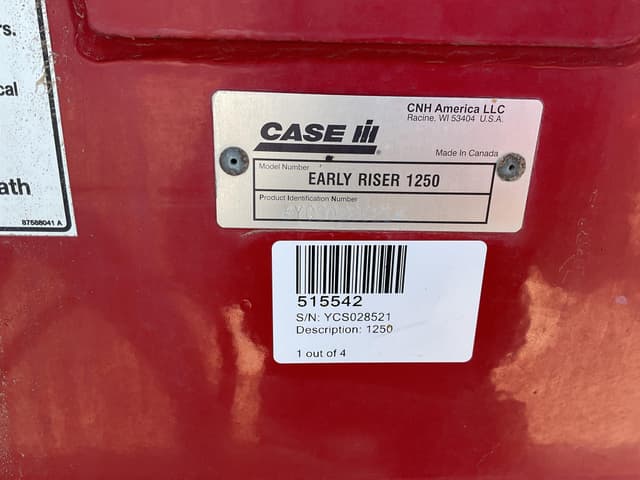 rs.
cal
ath
87588041 A
CNH America LLC
Racine, WI 53404 U.S.A.
CASE IH
Made in Canada
Model Number
EARLY RISER 1250
Product Identification Number
515542
S/N: YCS028521
Description: 1250
1 out of 4